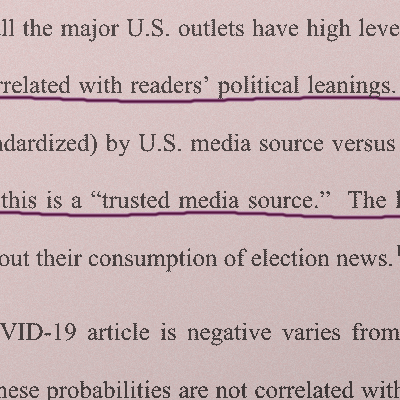 ll the major U.S. outlets have high leve
rrelated with readers’ political leanings.
ndardized) by U.S. media source versus
this is a “trusted media source.” The
out their consumption of election news.
VID-19 article is negative varies from
hese probabilities are not correlated with